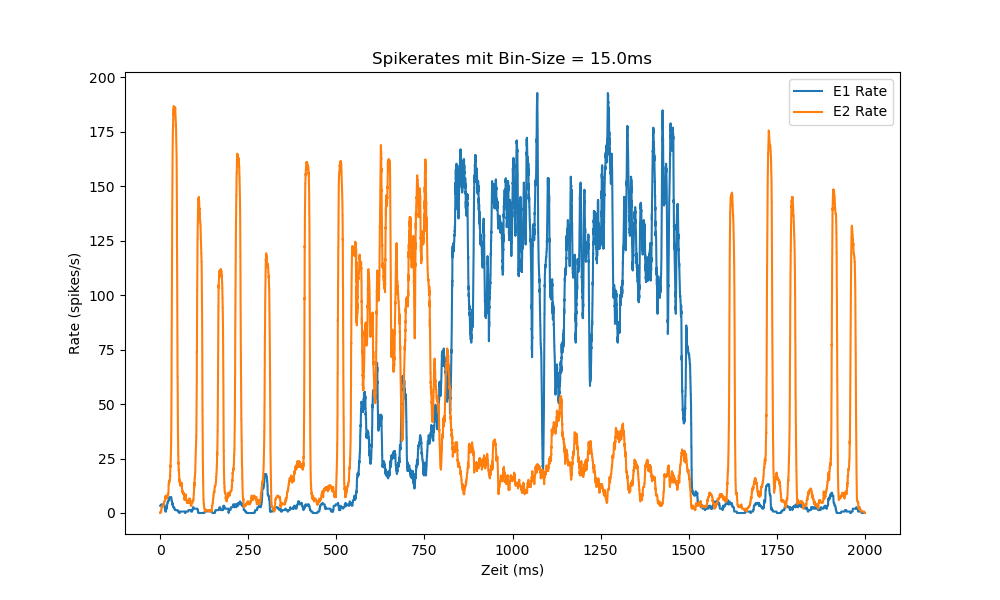 Spikerates mit Bin-Size = 15.0ms
E1 Rate
E2 Rate
Rate (spikes/s)
200
175
150
125
100
75
50
25
0
0 250 500 750 1000 1250 1500 1750 2000
Zeit (ms)